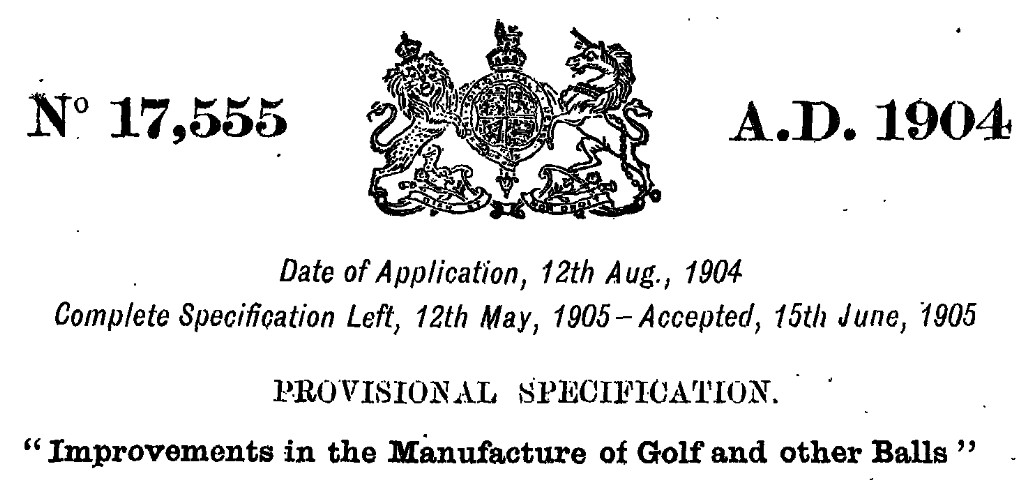 Nº 17,555
A.D. 1904
Date of Application, 12th Aug., 1904
Complete Specification Left, 12th May, 1905 – Accepted, 15th June, 1905
PROVISIONAL SPECIFICATION.
"Improvements in the Manufacture of Golf and other Balls"